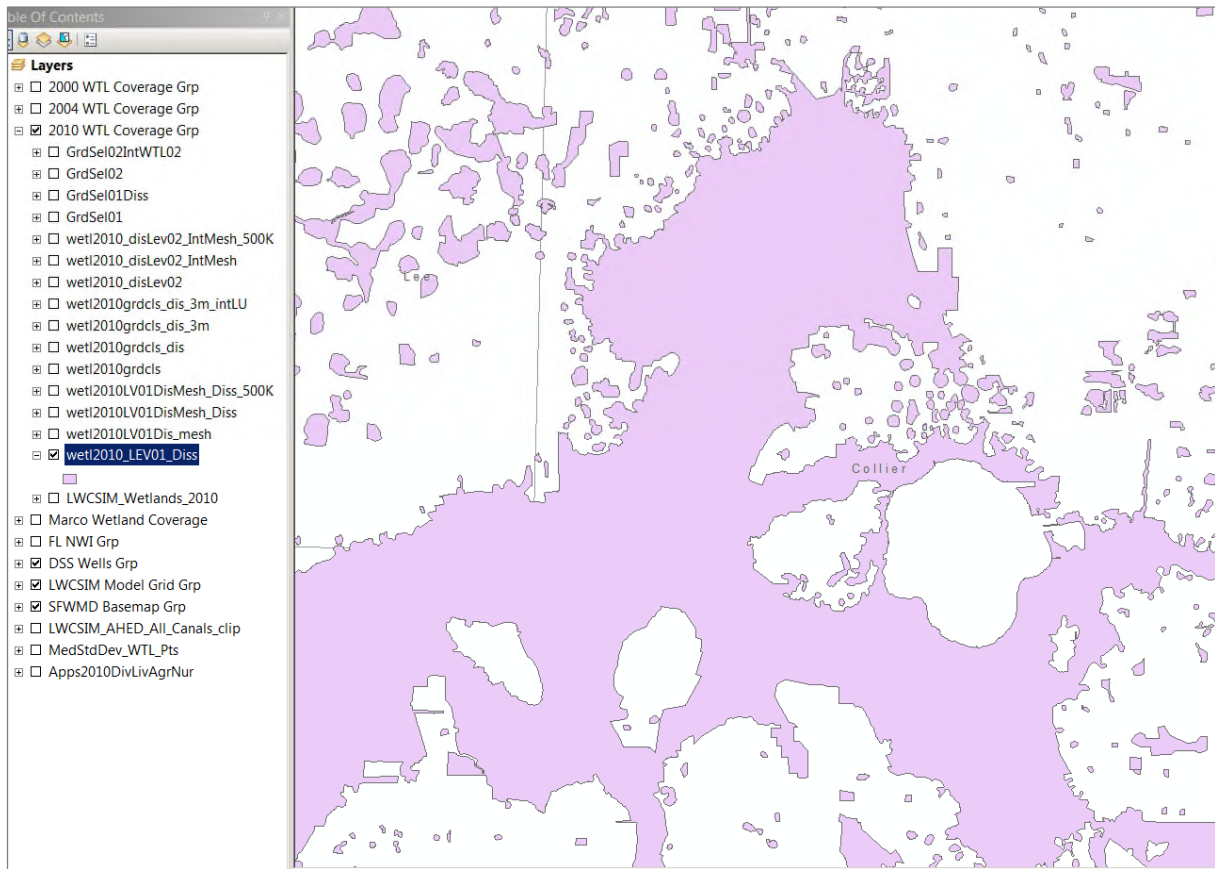 ble Of Contents
Layers
2000 WTL Coverage Grp
2004 WTL Coverage Grp
2010 WTL Coverage Grp
GrdSel02IntWTL02
GrdSel02
GrdSel01Diss
GrdSel01
wetl2010_disLev02_IntMesh_500K
wetl2010_disLev02_IntMesh
wetl2010_disLev02
wetl2010grdcls_dis_3m_intLU
wetl2010grdcls_dis_3m
wetl2010grdcls_dis
wetl2010grdcls
wetl2010LV01DisMesh_Diss_500K
wetl2010LV01DisMesh_Diss
wetl2010LV01Dis_mesh
wetl2010_LEV01_Diss
LWCSIM_Wetlands_2010
Marco Wetland Coverage
FL NWI Grp
DSS Wells Grp
LWCSIM Model Grid Grp
SFWMD Basemap Grp
LWCSIM_AHED_All_Canals_clip
MedStdDev_WTL_Pts
Apps2010DivLivAgrNur
Lee
Collier